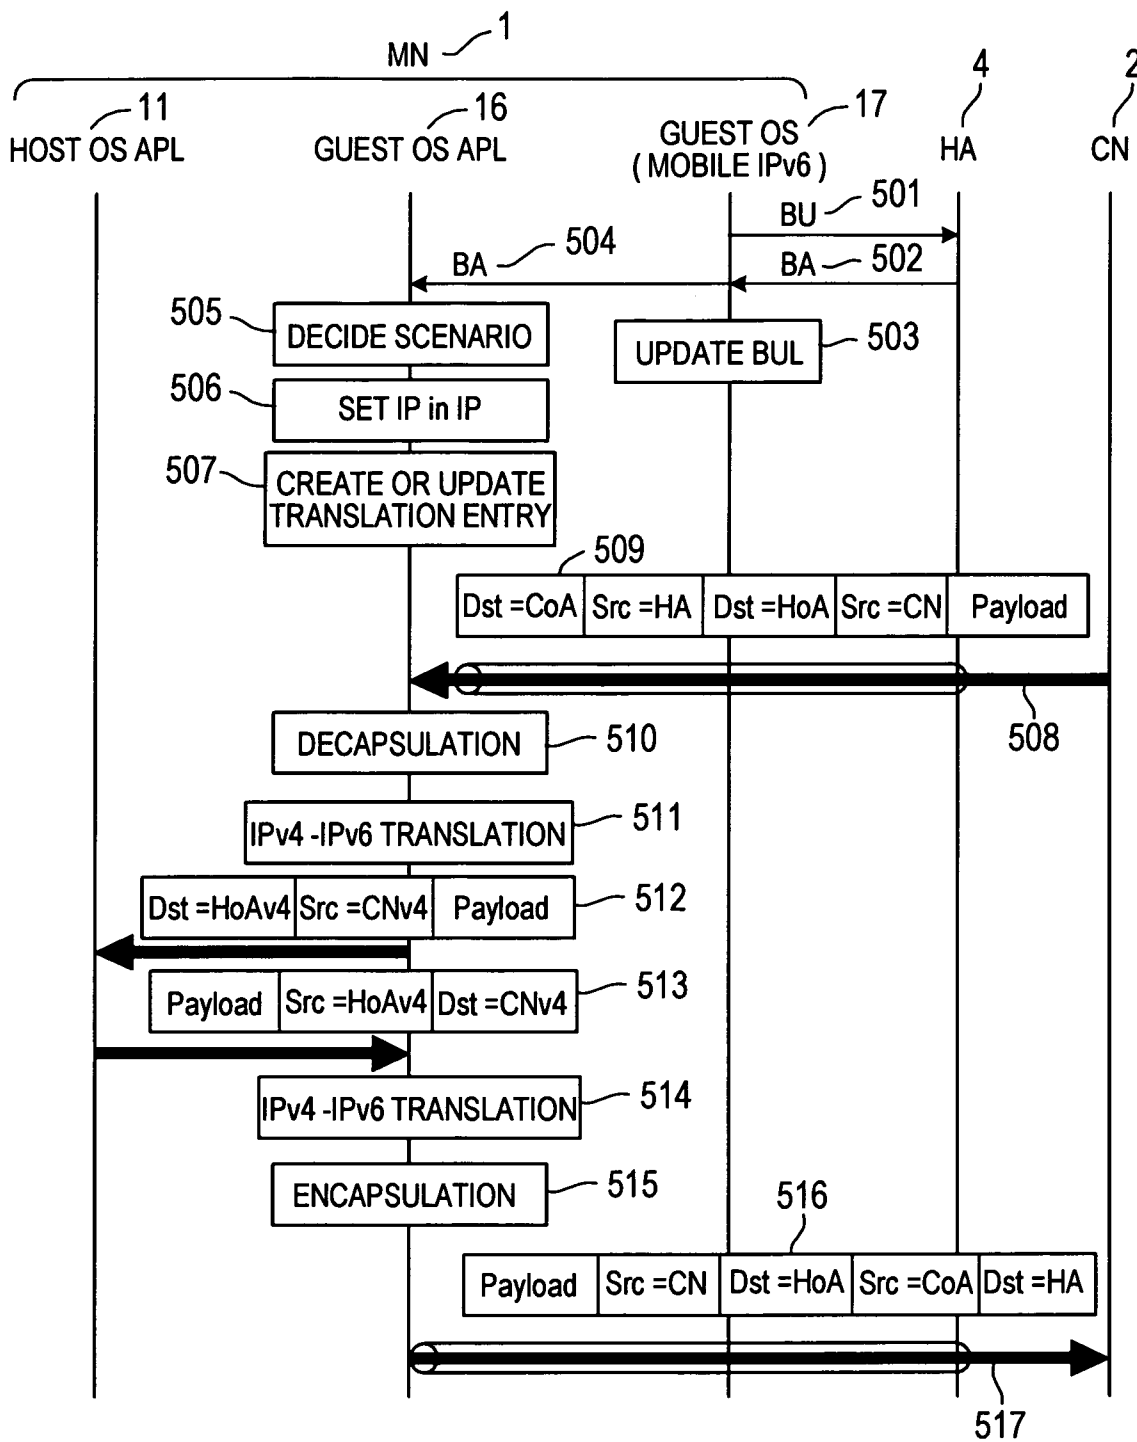 1
MN
4
2
11
16
17
HOST OS APL
GUEST OS APL
GUEST OS
( MOBILE IPv6 )
HA
CN
501
BU
504
502
BA
BA
505
DECIDE SCENARIO
503
UPDATE BUL
506
SET IP in IP
507
CREATE OR UPDATE
TRANSLATION ENTRY
509
Dst =CoA Src =HA Dst =HoA Src =CN Payload
508
DECAPSULATION
510
IPv4 -IPv6 TRANSLATION
511
Dst =HoAv4 Src =CNv4 Payload
512
Payload Src =HoAv4 Dst =CNv4
513
IPv4 -IPv6 TRANSLATION
514
ENCAPSULATION
515
516
Payload Src =CN Dst =HoA Src =CoA Dst =HA
517